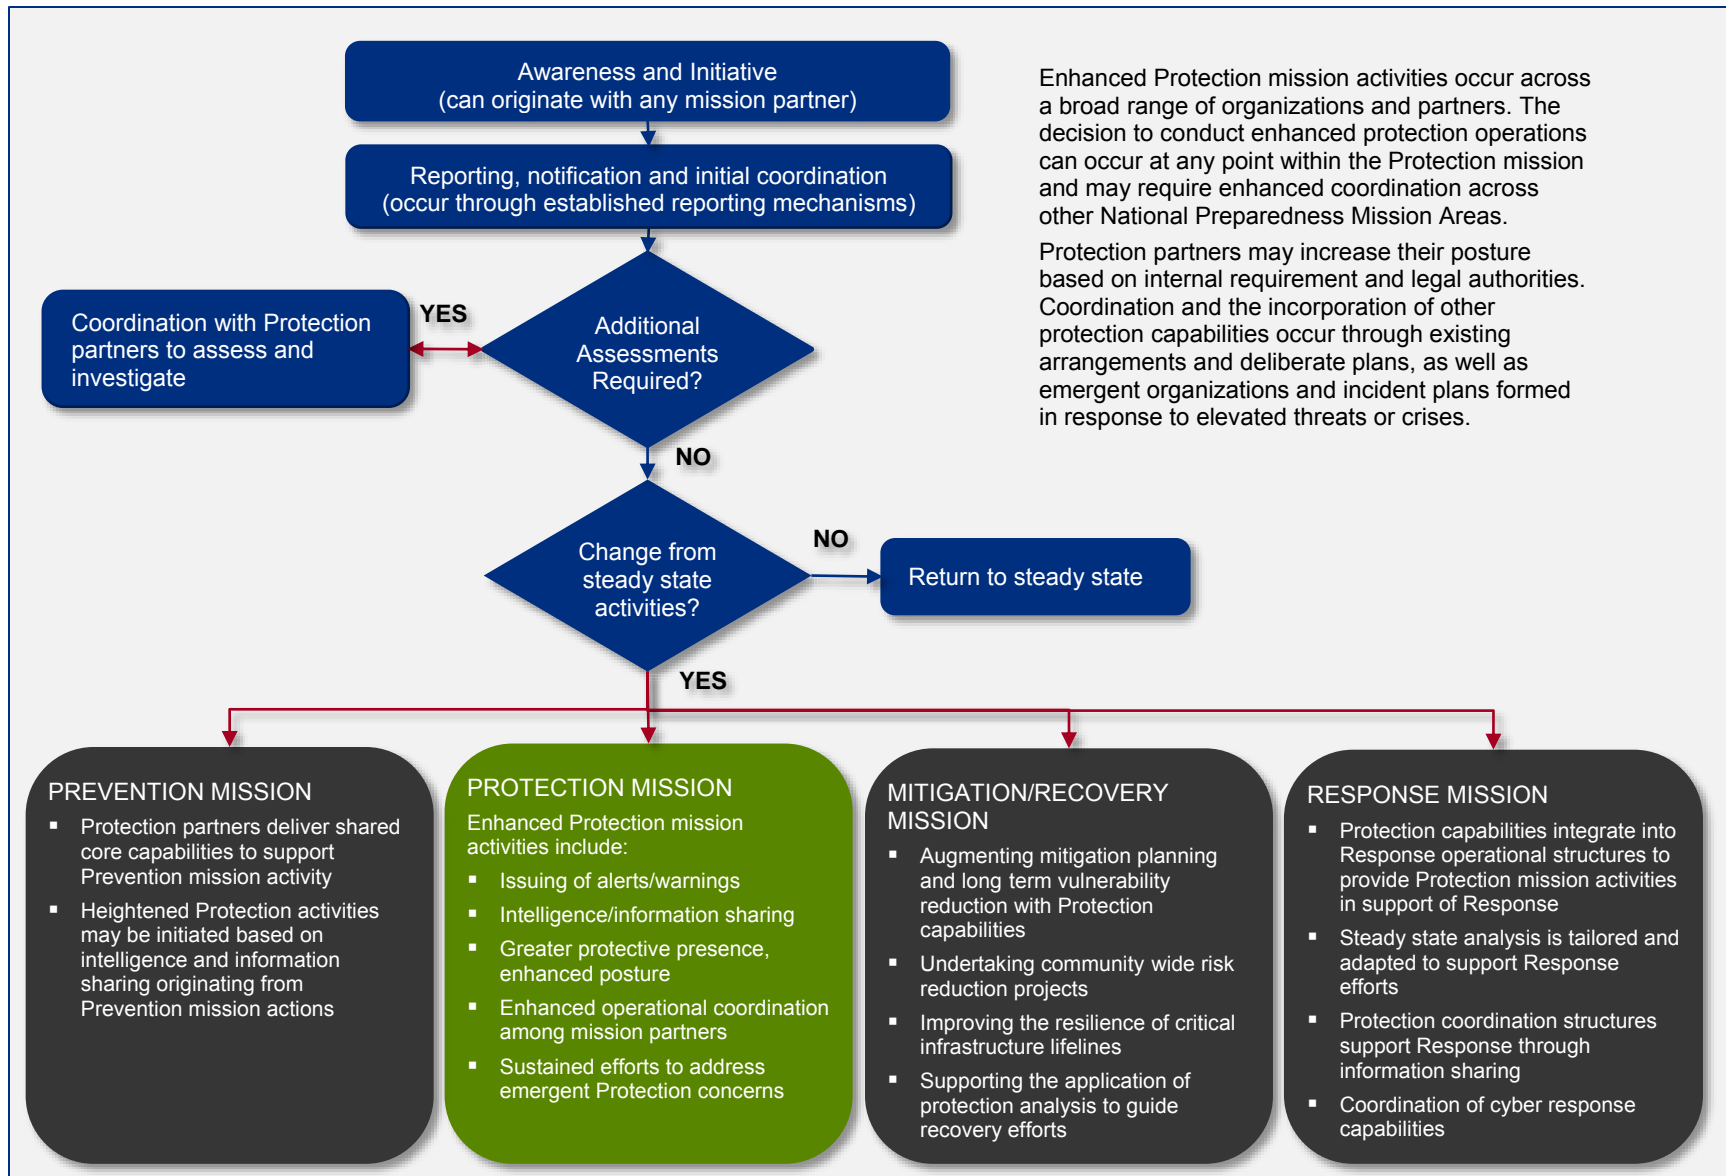 Awareness and Initiative
(can originate with any mission partner)
Reporting, notification and initial coordination
(occur through established reporting mechanisms)
Enhanced Protection mission activities occur across
a broad range of organizations and partners. The
decision to conduct enhanced protection operations
can occur at any point within the Protection mission
and may require enhanced coordination across
other National Preparedness Mission Areas.
Protection partners may increase their posture
based on internal requirement and legal authorities.
Coordination and the incorporation of other
protection capabilities occur through existing
arrangements and deliberate plans, as well as
emergent organizations and incident plans formed
in response to elevated threats or crises.
Coordination with Protection
partners to assess and
investigate
YES
Additional
Assessments
Required?
NO
Change from
steady state
activities?
NO
Return to steady state
YES
PREVENTION MISSION
▪ Protection partners deliver shared
core capabilities to support
Prevention mission activity
▪ Heightened Protection activities
may be initiated based on
intelligence and information
sharing originating from
Prevention mission actions
PROTECTION MISSION
Enhanced Protection mission
activities include:
▪ Issuing of alerts/warnings
▪ Intelligence/information sharing
▪ Greater protective presence,
enhanced posture
▪ Enhanced operational coordination
among mission partners
▪ Sustained efforts to address
emergent Protection concerns
MITIGATION/RECOVERY
MISSION
▪ Augmenting mitigation planning
and long term vulnerability
reduction with Protection
capabilities
▪ Undertaking community wide risk
reduction projects
▪ Improving the resilience of critical
infrastructure lifelines
▪ Supporting the application of
protection analysis to guide
recovery efforts
RESPONSE MISSION
▪ Protection capabilities integrate into
Response operational structures to
provide Protection mission activities
in support of Response
▪ Steady state analysis is tailored and
adapted to support Response
efforts
▪ Protection coordination structures
support Response through
information sharing
▪ Coordination of cyber response
capabilities